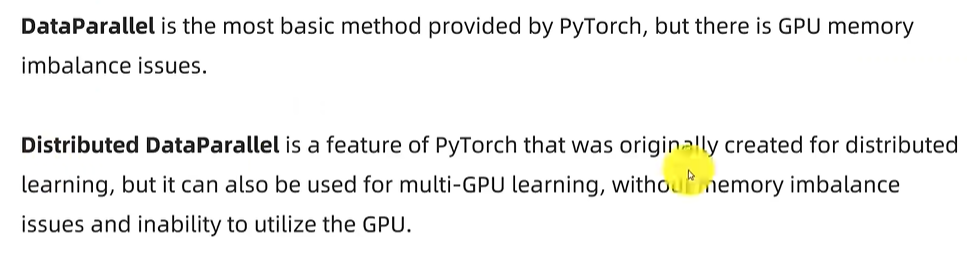 DataParallel is the most basic method provided by PyTorch, but there is GPU memory
imbalance issues.
Distributed DataParallel is a feature of PyTorch that was originally created for distributed
learning, but it can also be used for multi-GPU learning, without memory imbalance
issues and inability to utilize the GPU.